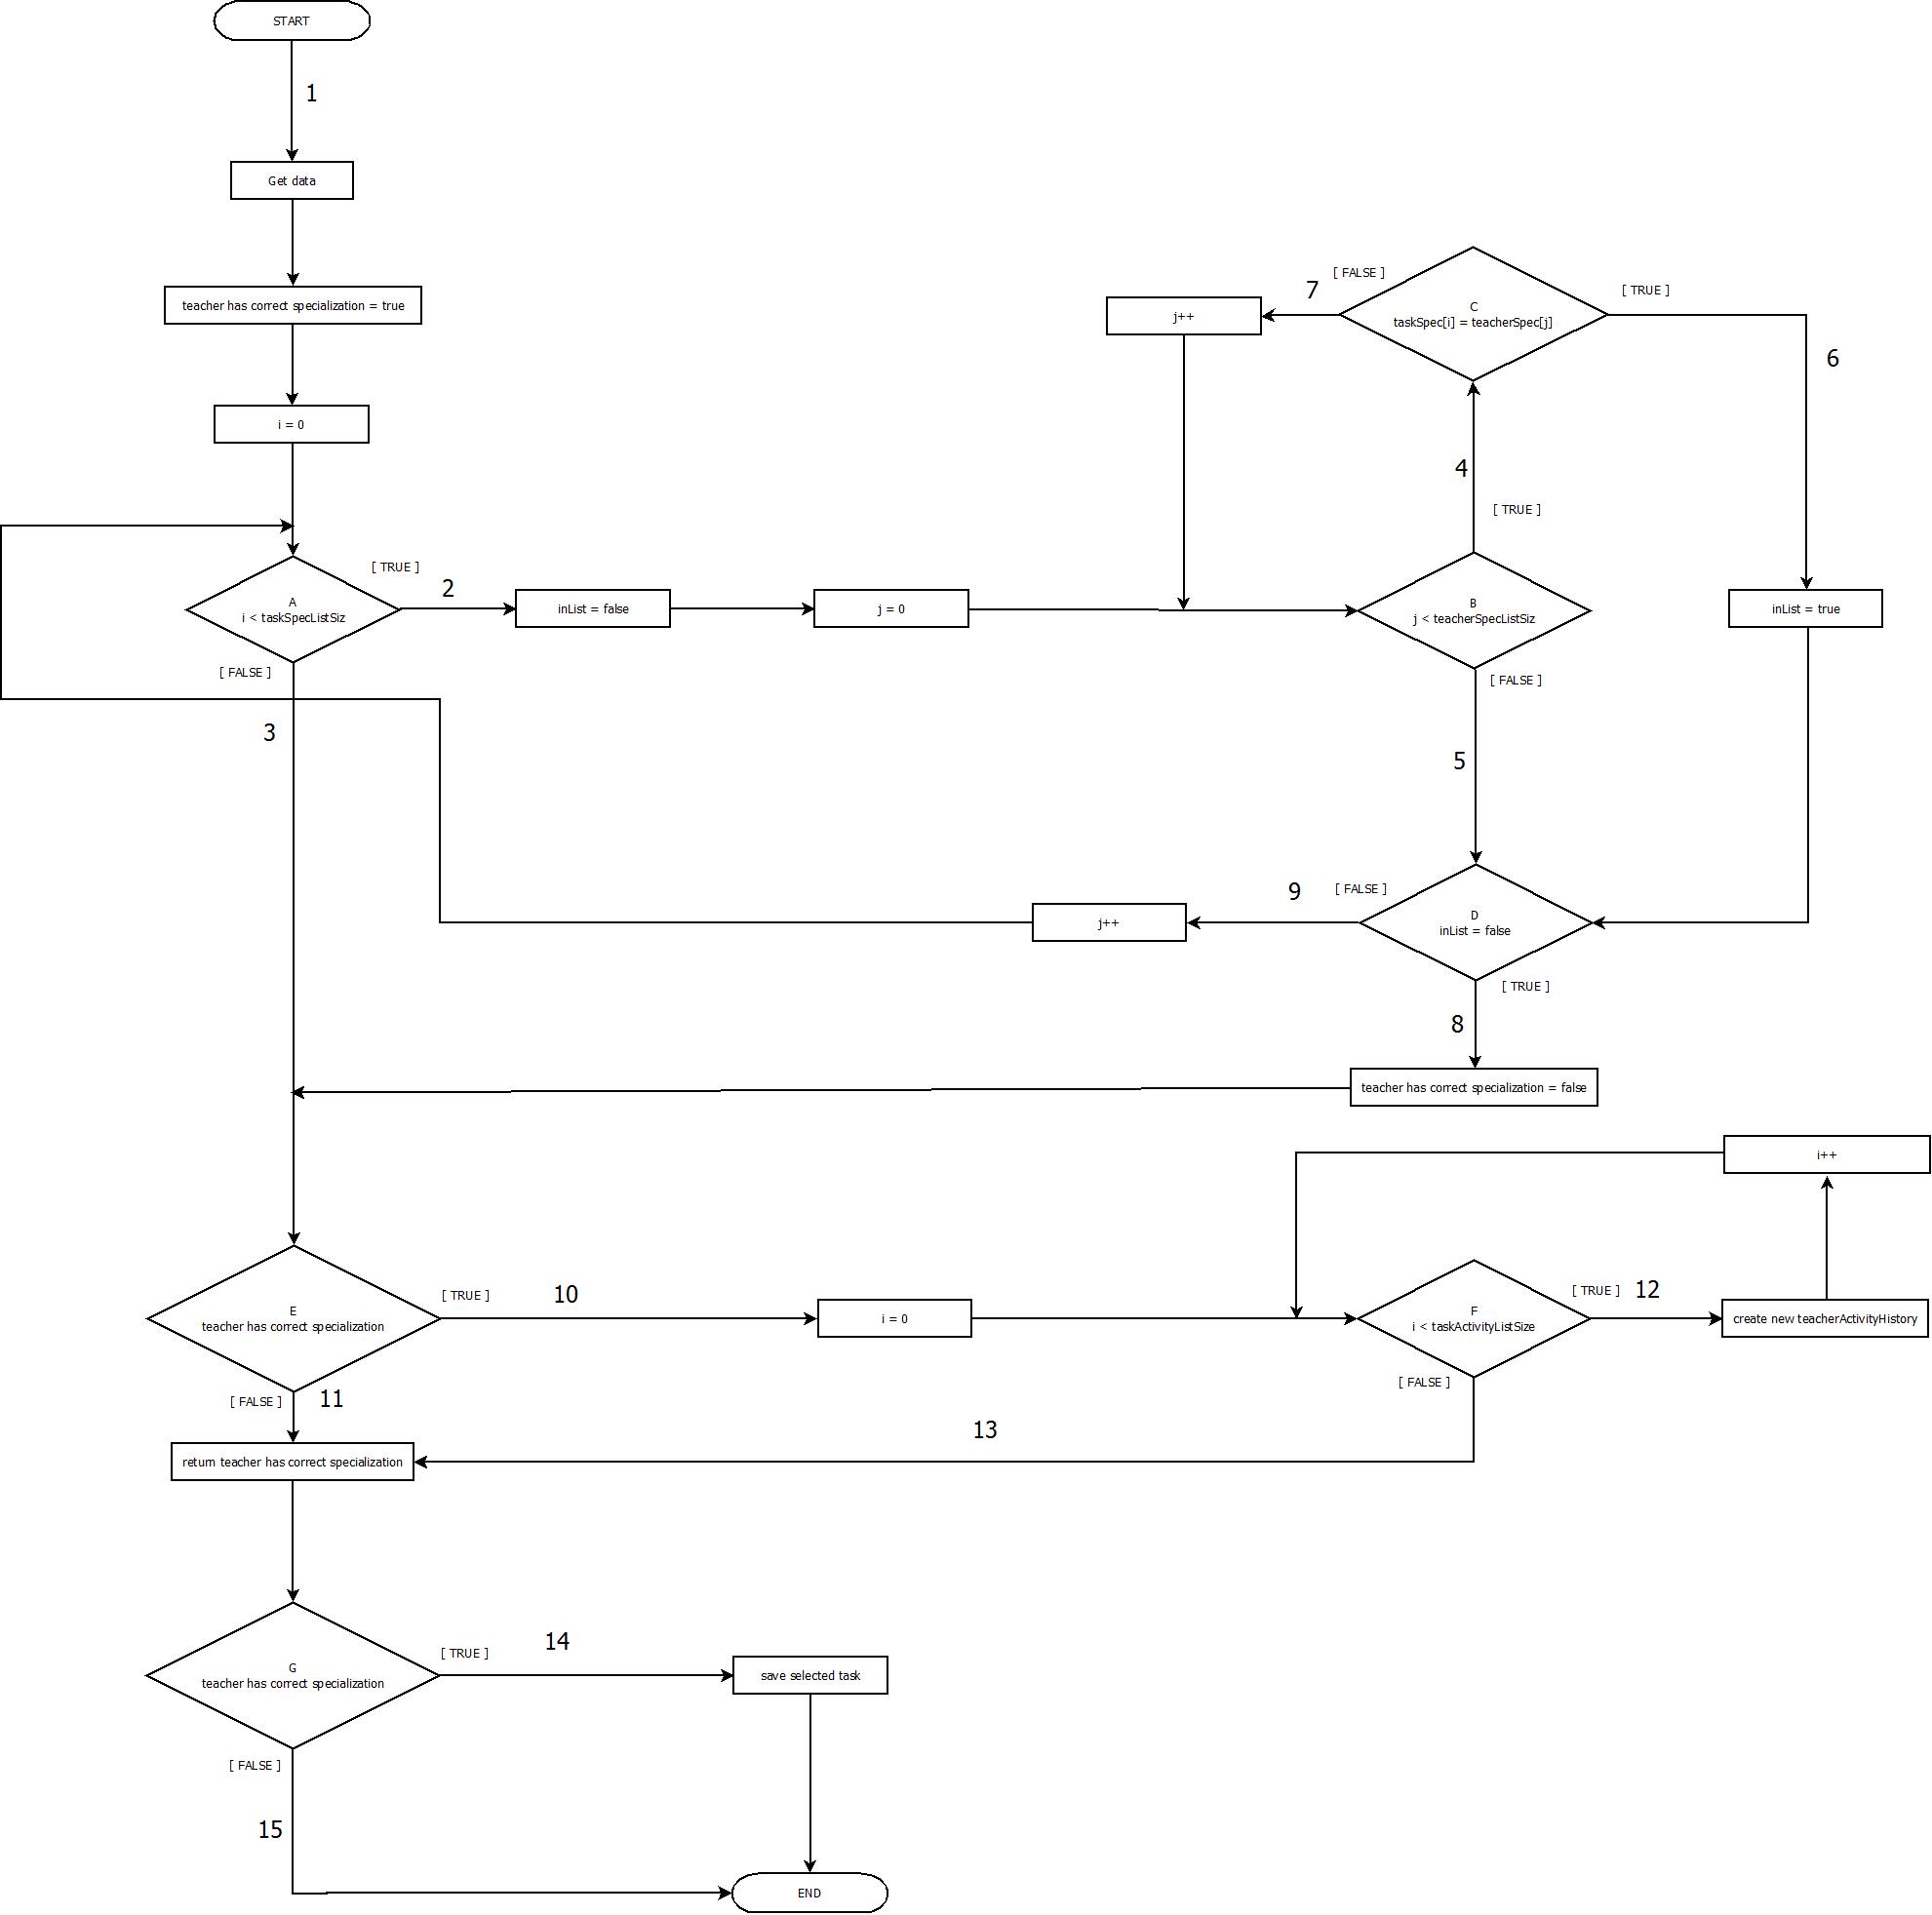 START
1
Get data
teacher has correct specialization = true
i = 0
[ FALSE ]
7
j++
C
taskSpec[i] = teacherSpec[j]
[ TRUE ]
6
4
[ TRUE ]
A
i < taskSpecListSiz
[ TRUE ]
2
inList = false
j = 0
B
j < teacherSpecListSiz
inList = true
[ FALSE ]
3
[ FALSE ]
5
j++
9
[ FALSE ]
D
inList = false
[ TRUE ]
8
teacher has correct specialization = false
i++
E
teacher has correct specialization
[ TRUE ]
10
i = 0
F
i < taskActivityListSize
[ TRUE ]
12
create new teacherActivityHistory
[ FALSE ]
11
[ FALSE ]
13
return teacher has correct specialization
G
teacher has correct specialization
[ TRUE ]
14
save selected task
[ FALSE ]
15
END